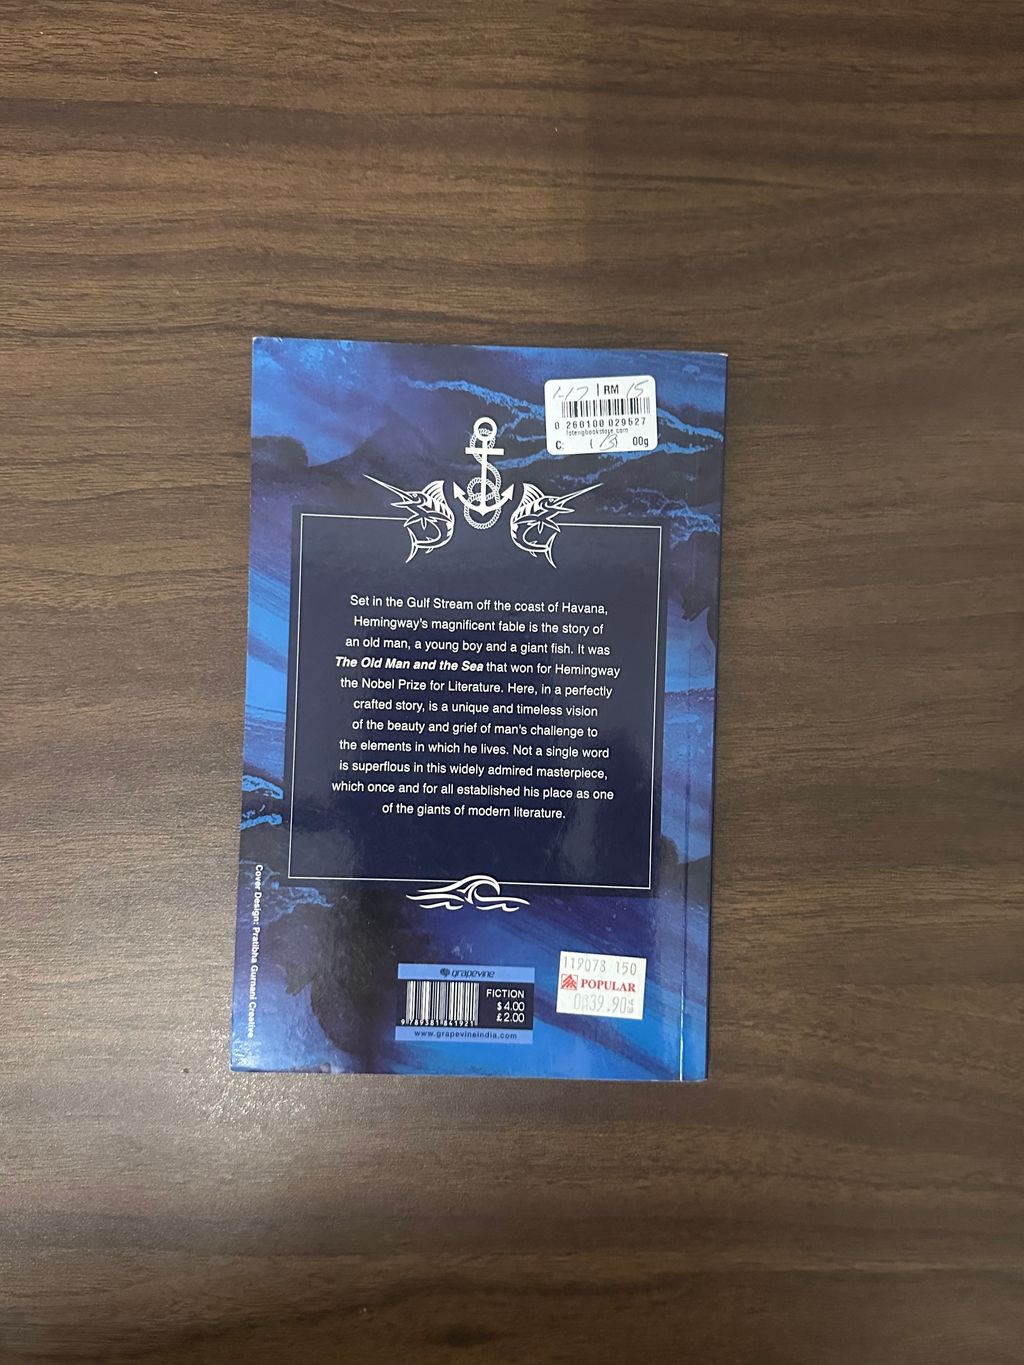 RM 15
0 260100 029527
C:
00g
Set in the Gulf Stream off the coast of Havana,
Hemingway's magnificent fable is the story of
an old man, a young boy and a giant fish. It was
The Old Man and the Sea that won for Hemingway
the Nobel Prize for Literature. Here, in a perfectly
crafted story, is a unique and timeless vision
of the beauty and grief of man's challenge to
the elements in which he lives. Not a single word
is superflous in this widely admired masterpiece,
which once and for all established his place as one
of the giants of modern literature.
Cover Design: Pratibha Gurnani Creative
grapevine
FICTION
$ 4.00
£ 2.00
9 789381 841921
www.grapevineindia.com
119078 150
POPULAR